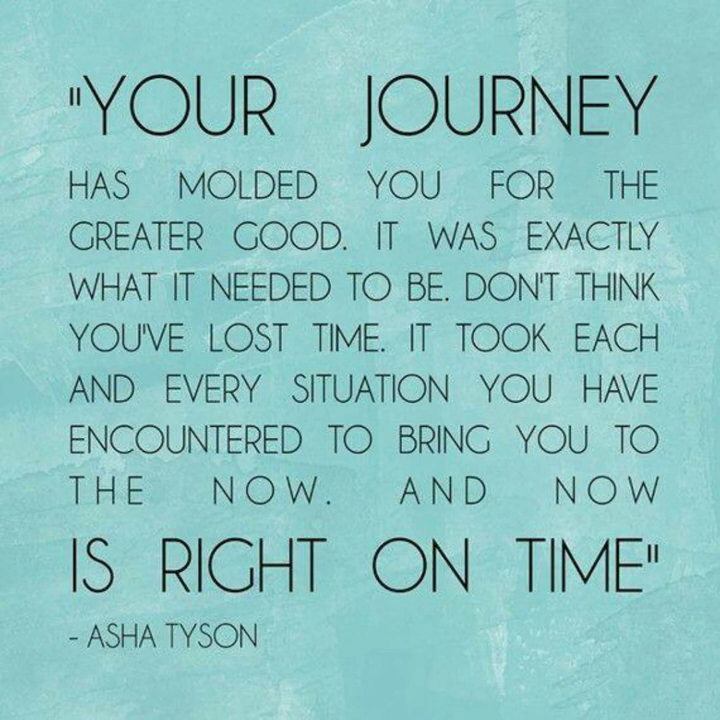 "YOUR JOURNEY
HAS MOLDED YOU FOR THE
GREATER GOOD. IT WAS EXACTLY
WHAT IT NEEDED TO BE. DON'T THINK
YOU'VE LOST TIME. IT TOOK EACH
AND EVERY SITUATION YOU HAVE
ENCOUNTERED TO BRING YOU TO
THE NOW. AND NOW
IS RIGHT ON TIME"
- ASHA TYSON